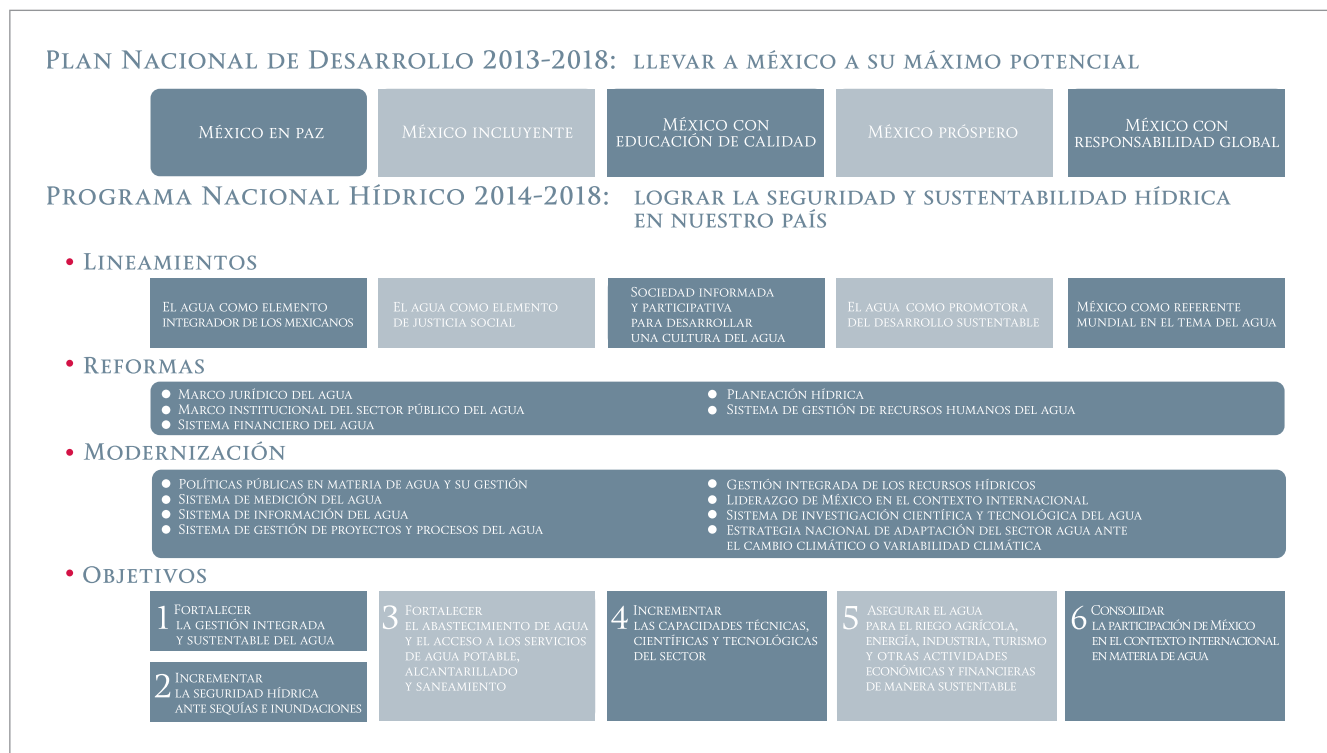 Plan Nacional de Desarrollo 2013-2018: llevar a méxico a su máximo potencial
México en paz
México incluyente
México con
educación de calidad
México próspero
México con
responsabilidad global
Programa Nacional Hídrico 2014-2018: lograr la seguridad y sustentabilidad hídrica
en nuestro país
• Lineamientos
El agua como elemento
integrador de los mexicanos
El agua como elemento
de justicia social
Sociedad informada
y participativa
para desarrollar
una cultura del agua
El agua como promotora
del desarrollo sustentable
México como referente
mundial en el tema del agua
• Reformas
Marco jurídico del agua
Marco institucional del sector público del agua
Sistema financiero del agua
Planeación hídrica
Sistema de gestión de recursos humanos del agua
• Modernización
Políticas públicas en materia de agua y su gestión
Sistema de medición del agua
Sistema de información del agua
Sistema de gestión de proyectos y procesos del agua
Gestión integrada de los recursos hídricos
Liderazgo de México en el contexto internacional
Sistema de investigación científica y tecnológica del agua
Estrategia nacional de adaptación del sector agua ante
el cambio climático o variabilidad climática
• Objetivos
1 Fortalecer
la gestión integrada
y sustentable del agua
2 Incrementar
la seguridad hídrica
ante sequías e inundaciones
3 Fortalecer
el abastecimiento de agua
y el acceso a los servicios
de agua potable,
alcantarillado
y saneamiento
4 Incrementar
las capacidades técnicas,
científicas y tecnológicas
del sector
5 Asegurar el agua
para el riego agrícola,
energía, industria, turismo
y otras actividades
económicas y financieras
de manera sustentable
6 Consolidar
la participación de México
en el contexto internacional
en materia de agua